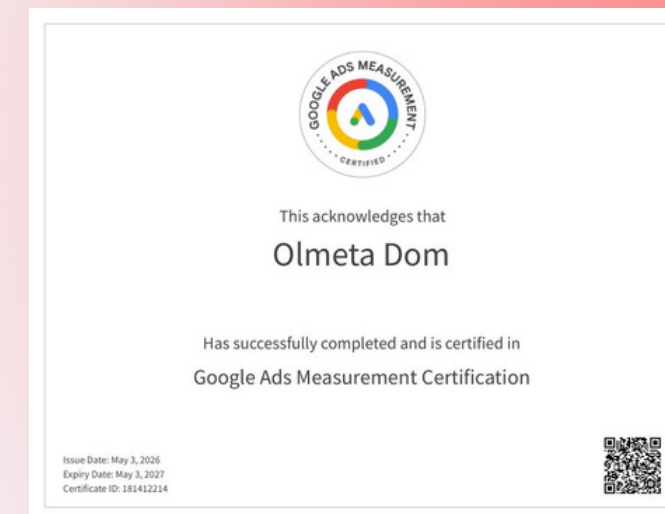 GOOGLE ADS MEASUREMENT
CERTIFIED
This acknowledges that
Olmeta Dom
Has successfully completed and is certified in
Google Ads Measurement Certification
Issue Date: May 3, 2026
Expiry Date: May 3, 2027
Certificate ID: 181412214